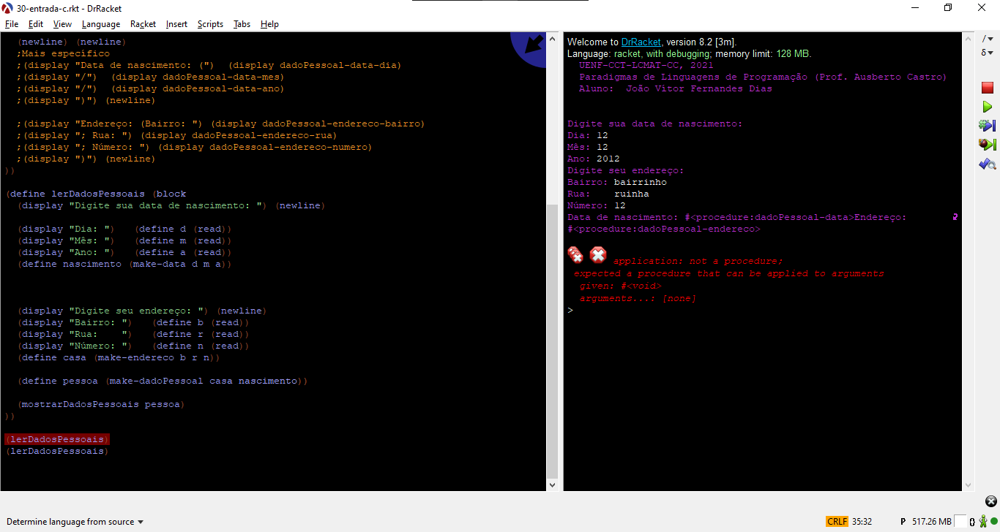 30-entrada-c.rkt - DrRacket
File Edit View Language Racket Insert Scripts Tabs Help
(newline) (newline)
;Mais específico
;(display "Data de nascimento: (") (display dadoPessoal-data-dia)
;(display "/") (display dadoPessoal-data-mes)
;(display "/") (display dadoPessoal-data-ano)
;(display ")") (newline)
;(display "Endereço: (Bairro: ") (display dadoPessoal-endereco-bairro)
;(display "; Rua: ") (display dadoPessoal-endereco-rua)
;(display "; Número: ") (display dadoPessoal-endereco-numero)
;(display ")") (newline)
))
(define lerDadosPessoais (block
(display "Digite sua data de nascimento: ") (newline)
(display "Dia: ") (define d (read))
(display "Mês: ") (define m (read))
(display "Ano: ") (define a (read))
(define nascimento (make-data d m a))
(display "Digite seu endereço: ") (newline)
(display "Bairro: ") (define b (read))
(display "Rua:    ") (define r (read))
(display "Número: ") (define n (read))
(define casa (make-endereco b r n))
(define pessoa (make-dadoPessoal casa nascimento))
(mostrarDadosPessoais pessoa)
))
(lerDadosPessoais)
(lerDadosPessoais)
Welcome to DrRacket, version 8.2 [3m].
Language: racket, with debugging; memory limit: 128 MB.
UENF-CCT-LCMAT-CC, 2021
Paradigmas de Linguagens de Programação (Prof. Ausberto Castro)
Aluno: João Vítor Fernandes Dias
Digite sua data de nascimento:
Dia: 12
Mês: 12
Ano: 2012
Digite seu endereço:
Bairro: bairrinho
Rua:    ruinha
Número: 12
Data de nascimento: #<procedure:dadoPessoal-data>Endereço:
#<procedure:dadoPessoal-endereco>
application: not a procedure;
expected a procedure that can be applied to arguments
given: #<void>
arguments...: [none]
>
Determine language from source
CRLF 35:32 P 517.26 MB